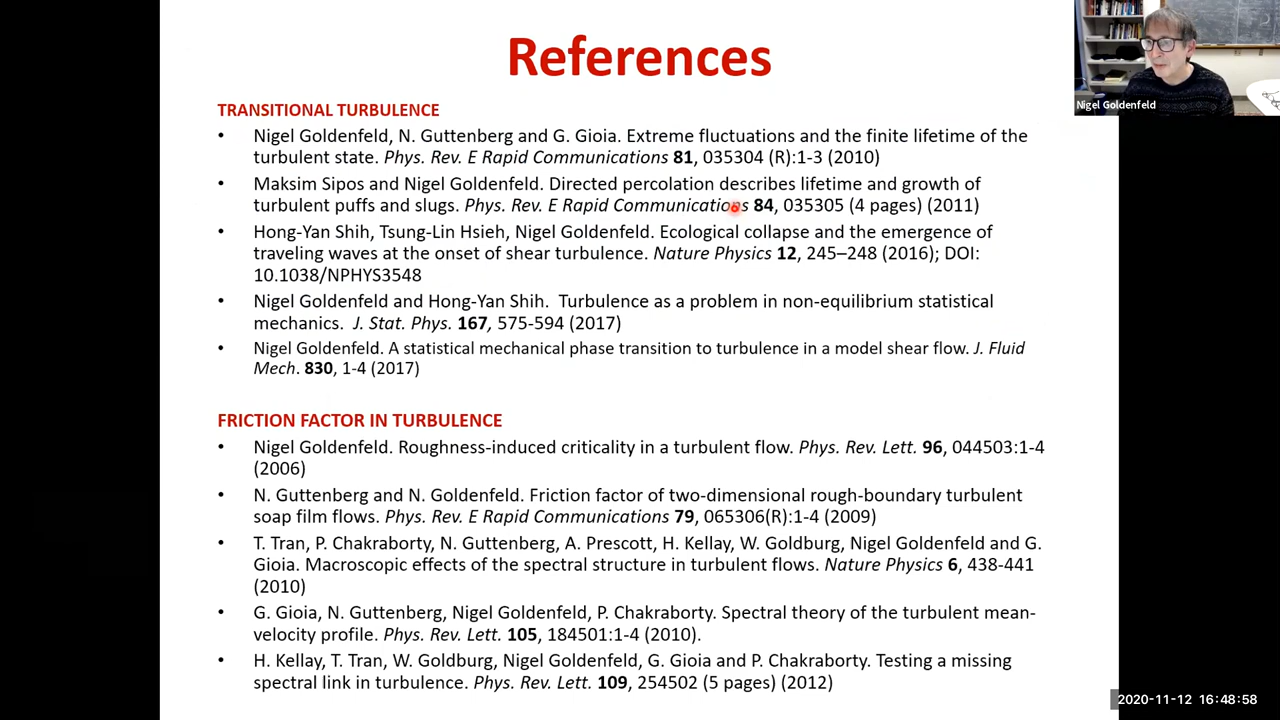 References
Nigel Goldenfeld
TRANSITIONAL TURBULENCE
• Nigel Goldenfeld, N. Guttenberg and G. Gioia. Extreme fluctuations and the finite lifetime of the
turbulent state. Phys. Rev. E Rapid Communications 81, 035304 (R):1-3 (2010)
• Maksim Sipos and Nigel Goldenfeld. Directed percolation describes lifetime and growth of
turbulent puffs and slugs. Phys. Rev. E Rapid Communications 84, 035305 (4 pages) (2011)
• Hong-Yan Shih, Tsung-Lin Hsieh, Nigel Goldenfeld. Ecological collapse and the emergence of
traveling waves at the onset of shear turbulence. Nature Physics 12, 245–248 (2016); DOI:
10.1038/NPHYS3548
• Nigel Goldenfeld and Hong-Yan Shih. Turbulence as a problem in non-equilibrium statistical
mechanics. J. Stat. Phys. 167, 575-594 (2017)
• Nigel Goldenfeld. A statistical mechanical phase transition to turbulence in a model shear flow. J. Fluid
Mech. 830, 1-4 (2017)
FRICTION FACTOR IN TURBULENCE
• Nigel Goldenfeld. Roughness-induced criticality in a turbulent flow. Phys. Rev. Lett. 96, 044503:1-4
(2006)
• N. Guttenberg and N. Goldenfeld. Friction factor of two-dimensional rough-boundary turbulent
soap film flows. Phys. Rev. E Rapid Communications 79, 065306(R):1-4 (2009)
• T. Tran, P. Chakraborty, N. Guttenberg, A. Prescott, H. Kellay, W. Goldburg, Nigel Goldenfeld and G.
Gioia. Macroscopic effects of the spectral structure in turbulent flows. Nature Physics 6, 438-441
(2010)
• G. Gioia, N. Guttenberg, Nigel Goldenfeld, P. Chakraborty. Spectral theory of the turbulent mean-
velocity profile. Phys. Rev. Lett. 105, 184501:1-4 (2010).
• H. Kellay, T. Tran, W. Goldburg, Nigel Goldenfeld, G. Gioia and P. Chakraborty. Testing a missing
spectral link in turbulence. Phys. Rev. Lett. 109, 254502 (5 pages) (2012)
2020-11-12 16:48:58